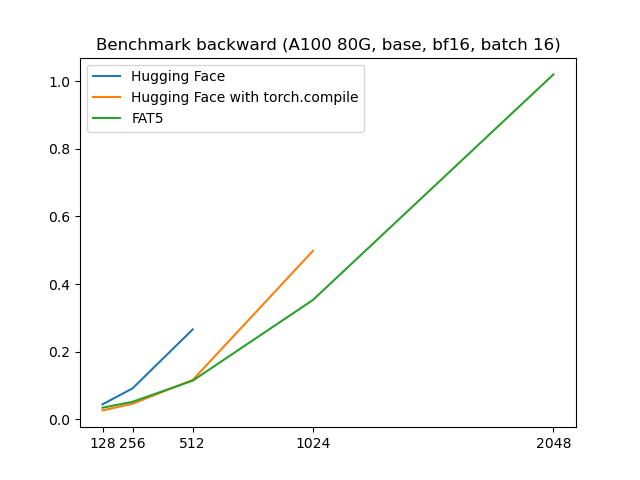 Benchmark backward (A100 80G, base, bf16, batch 16)
Hugging Face
Hugging Face with torch.compile
FAT5
1.0
0.8
0.6
0.4
0.2
0.0
128 256 512 1024 2048